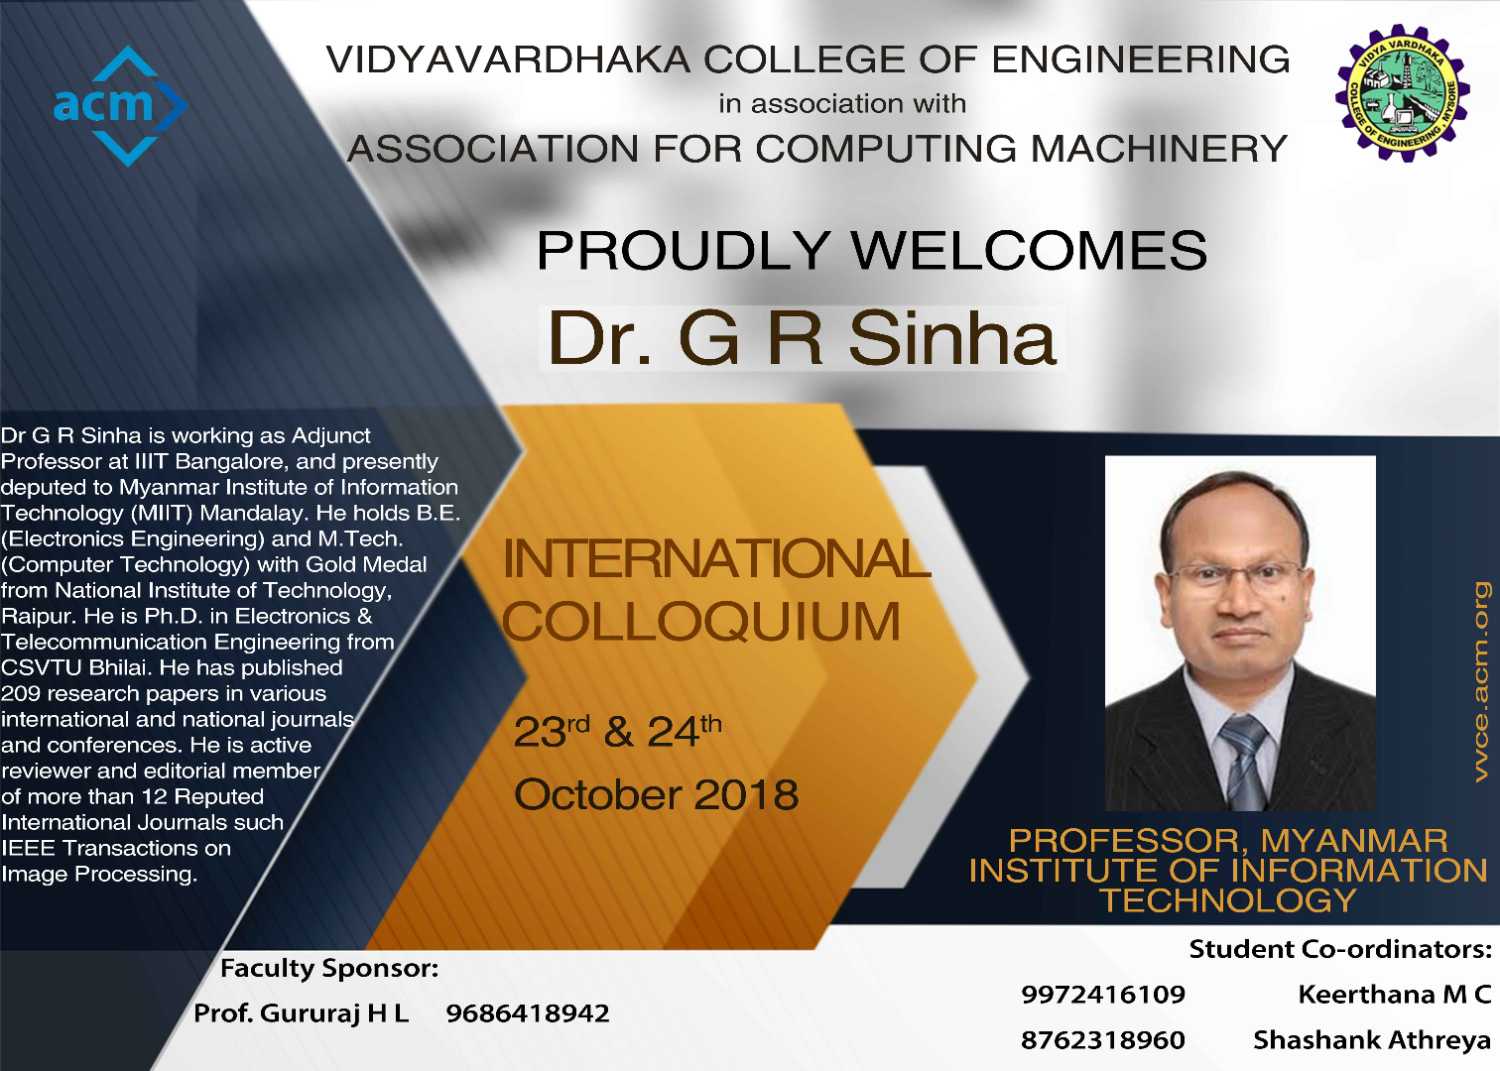 acm
VIDYAVARDHAKA COLLEGE OF ENGINEERING
in association with
ASSOCIATION FOR COMPUTING MACHINERY
VIDYA VARDHAKA
COLLEGE OF ENGINEERING, MYSORE
PROUDLY WELCOMES
Dr. G R Sinha
Dr G R Sinha is working as Adjunct
Professor at IIIT Bangalore, and presently
deputed to Myanmar Institute of Information
Technology (MIIT) Mandalay. He holds B.E.
(Electronics Engineering) and M.Tech.
(Computer Technology) with Gold Medal
from National Institute of Technology,
Raipur. He is Ph.D. in Electronics &
Telecommunication Engineering from
CSVTU Bhilai. He has published
209 research papers in various
international and national journals
and conferences. He is active
reviewer and editorial member
of more than 12 Reputed
International Journals such
IEEE Transactions on
Image Processing.
INTERNATIONAL
COLLOQUIUM
23rd & 24th
October 2018
vvce.acm.org
PROFESSOR, MYANMAR
INSTITUTE OF INFORMATION
TECHNOLOGY
Faculty Sponsor:
Prof. Gururaj H L 9686418942
Student Co-ordinators:
9972416109 Keerthana M C
8762318960 Shashank Athreya